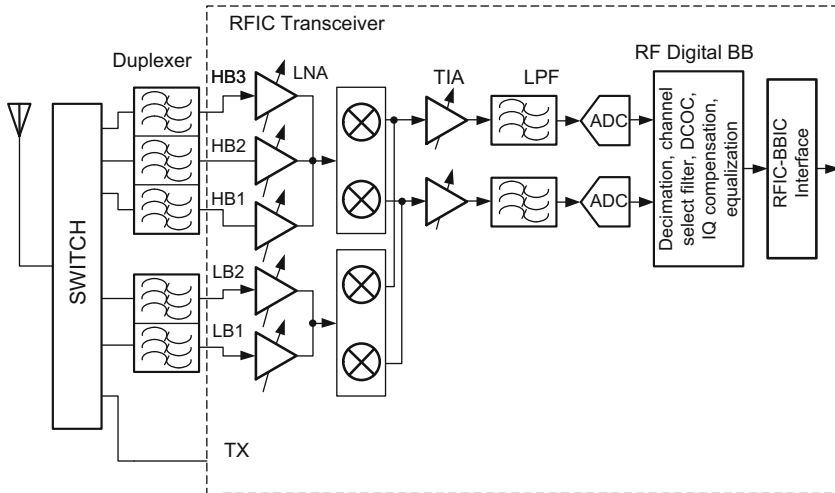 RFIC Transceiver
Duplexer
HB3
LNA
TIA
LPF
RF Digital BB
HB2
HB1
LB2
LB1
SWITCH
ADC
ADC
Decimation, channel
select filter, DCOC,
IQ compensation,
equalization
RFIC-BBIC
Interface
TX